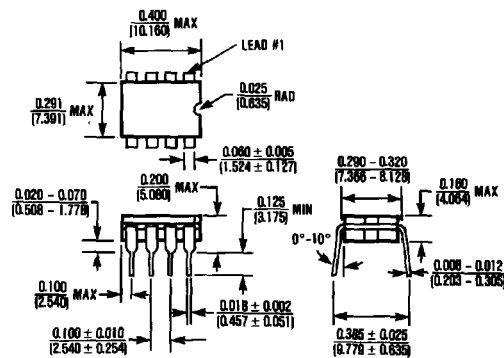 0.400
(10.160) MAX
LEAD #1
0.291
(7.391) MAX
0.025
(0.635) RAD
0.060 ± 0.005
(1.524 ± 0.127)
0.200
(5.080) MAX
0.290 – 0.320
(7.366 – 8.128)
0.020 – 0.070
(0.508 – 1.778)
0.125
(3.175) MIN
0.160
(4.064) MAX
0°–10°
0.100
(2.540) MAX
0.008 – 0.012
(0.203 – 0.305)
0.018 ± 0.002
(0.457 ± 0.051)
0.100 ± 0.010
(2.540 ± 0.254)
0.385 ± 0.025
(9.779 ± 0.635)